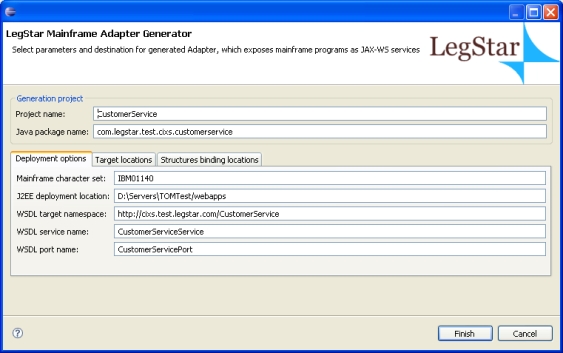 LegStar Mainframe Adapter Generator
Select parameters and destination for generated Adapter, which exposes mainframe programs as JAX-WS services
LegStar
Generation project
Project name: CustomerService
Java package name: com.legstar.test.cixs.customerservice
Deployment options Target locations Structures binding locations
Mainframe character set: IBM01140
J2EE deployment location: D:\Servers\TOMTest/webapps
WSDL target namespace: http://cixs.test.legstar.com/CustomerService
WSDL service name: CustomerServiceService
WSDL port name: CustomerServicePort
? Finish Cancel